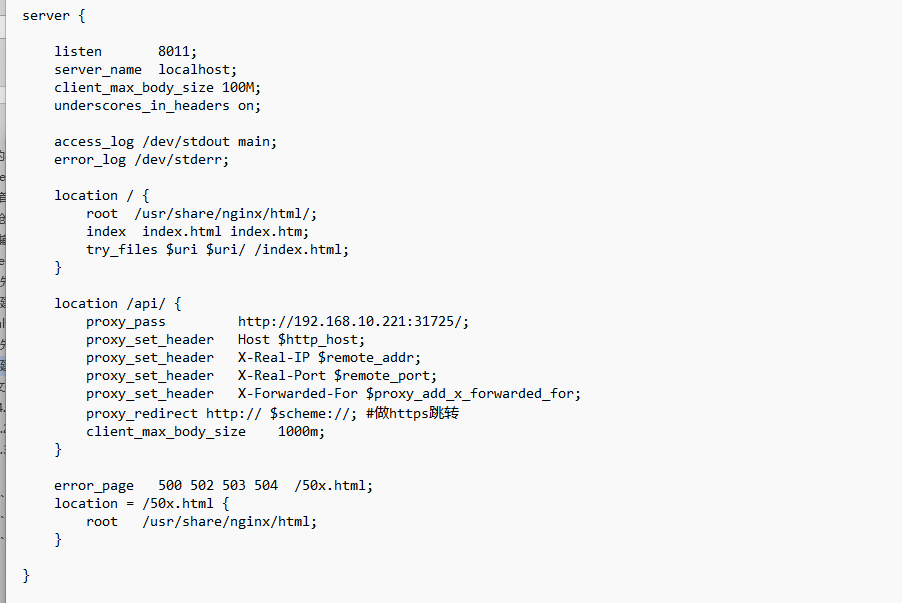 server {
listen       8011;
server_name  localhost;
client_max_body_size 100M;
underscores_in_headers on;
access_log /dev/stdout main;
error_log /dev/stderr;
location / {
root  /usr/share/nginx/html/;
index  index.html index.htm;
try_files $uri $uri/ /index.html;
}
location /api/ {
proxy_pass         http://192.168.10.221:31725/;
proxy_set_header   Host $http_host;
proxy_set_header   X-Real-IP $remote_addr;
proxy_set_header   X-Real-Port $remote_port;
proxy_set_header   X-Forwarded-For $proxy_add_x_forwarded_for;
proxy_redirect http:// $scheme://; #做https跳转
client_max_body_size    1000m;
}
error_page   500 502 503 504  /50x.html;
location = /50x.html {
root   /usr/share/nginx/html;
}
}